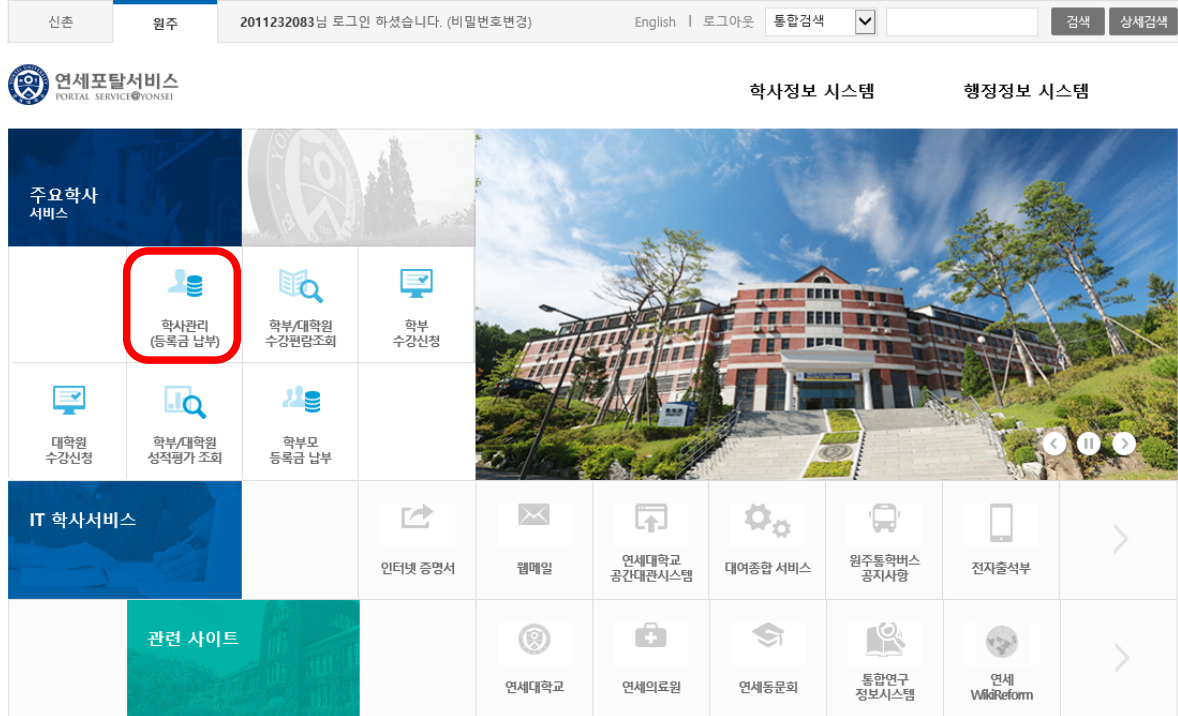 신촌
원주
2011232083님 로그인 하셨습니다. (비밀번호변경)
English
로그아웃
통합검색
검색
상세검색
연세포탈서비스
PORTAL SERVICE@YONSEI
학사정보 시스템
행정정보 시스템
주요학사
서비스
학사관리
(등록금 납부)
학부/대학원
수강편람조회
학부
수강신청
대학원
수강신청
학부/대학원
성적평가 조회
학부모
등록금 납부
IT 학사서비스
인터넷 증명서
웹메일
연세대학교
공간대관시스템
대여종합 서비스
원주통학버스
공지사항
전자출석부
관련 사이트
연세대학교
연세의료원
연세동문회
통합연구
정보시스템
연세
WikiReform